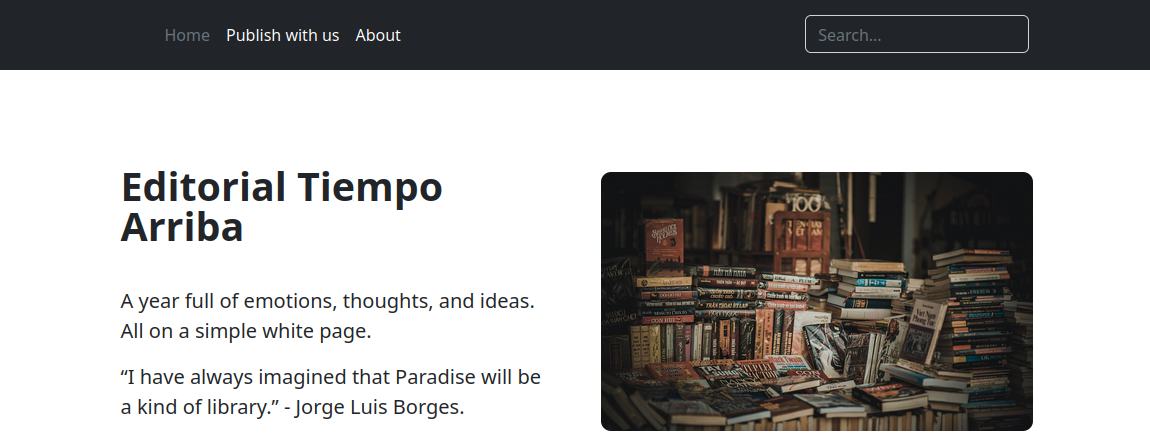 Home Publish with us About Search...
Editorial Tiempo
Arriba
A year full of emotions, thoughts, and ideas.
All on a simple white page.
“I have always imagined that Paradise will be
a kind of library.” - Jorge Luis Borges.
100